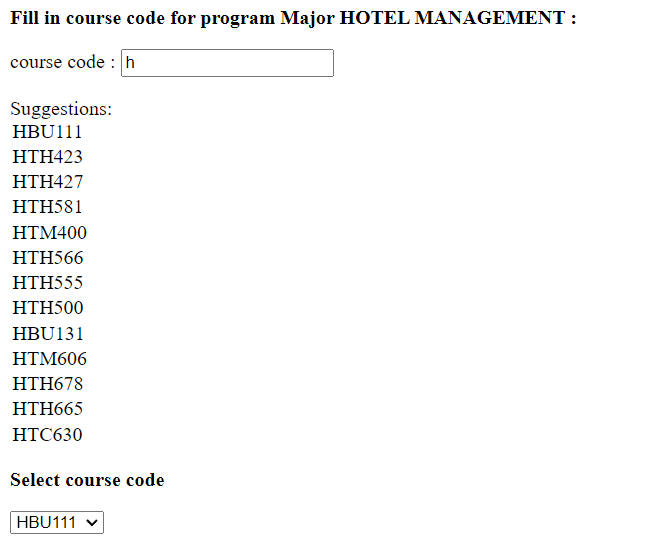 Fill in course code for program Major HOTEL MANAGEMENT :
course code : h
Suggestions:
HBU111
HTH423
HTH427
HTH581
HTM400
HTH566
HTH555
HTH500
HBU131
HTM606
HTH678
HTH665
HTC630
Select course code
HBU111